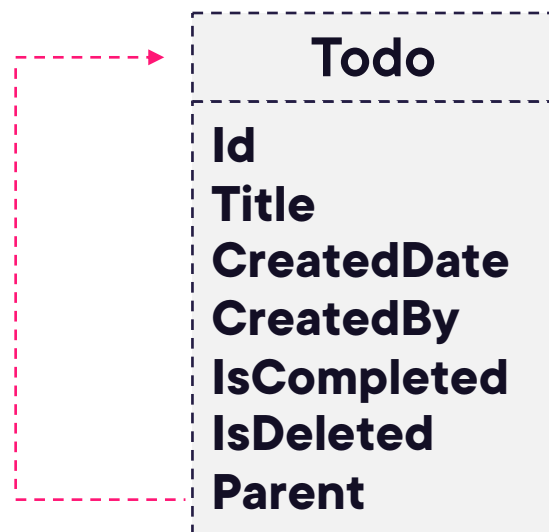 Todo
Id
Title
CreatedDate
CreatedBy
IsCompleted
IsDeleted
Parent